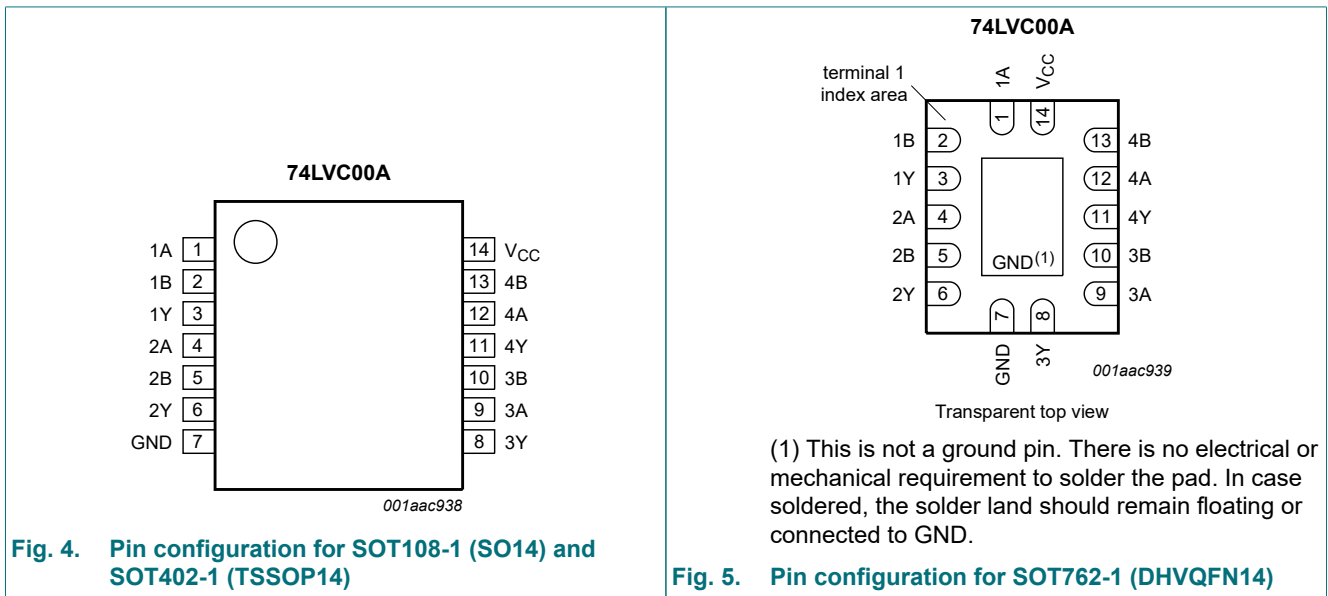 74LVC00A
1A 1
1B 2
1Y 3
2A 4
2B 5
2Y 6
GND 7
14 VCC
13 4B
12 4A
11 4Y
10 3B
9 3A
8 3Y
001aac938
Fig. 4. Pin configuration for SOT108-1 (SO14) and
SOT402-1 (TSSOP14)
74LVC00A
terminal 1
index area
1A
VCC
1
14
1B 2
1Y 3
2A 4
2B 5
2Y 6
13 4B
12 4A
11 4Y
10 3B
9 3A
GND(1)
7
8
GND
3Y
001aac939
Transparent top view
(1) This is not a ground pin. There is no electrical or
mechanical requirement to solder the pad. In case
soldered, the solder land should remain floating or
connected to GND.
Fig. 5. Pin configuration for SOT762-1 (DHVQFN14)